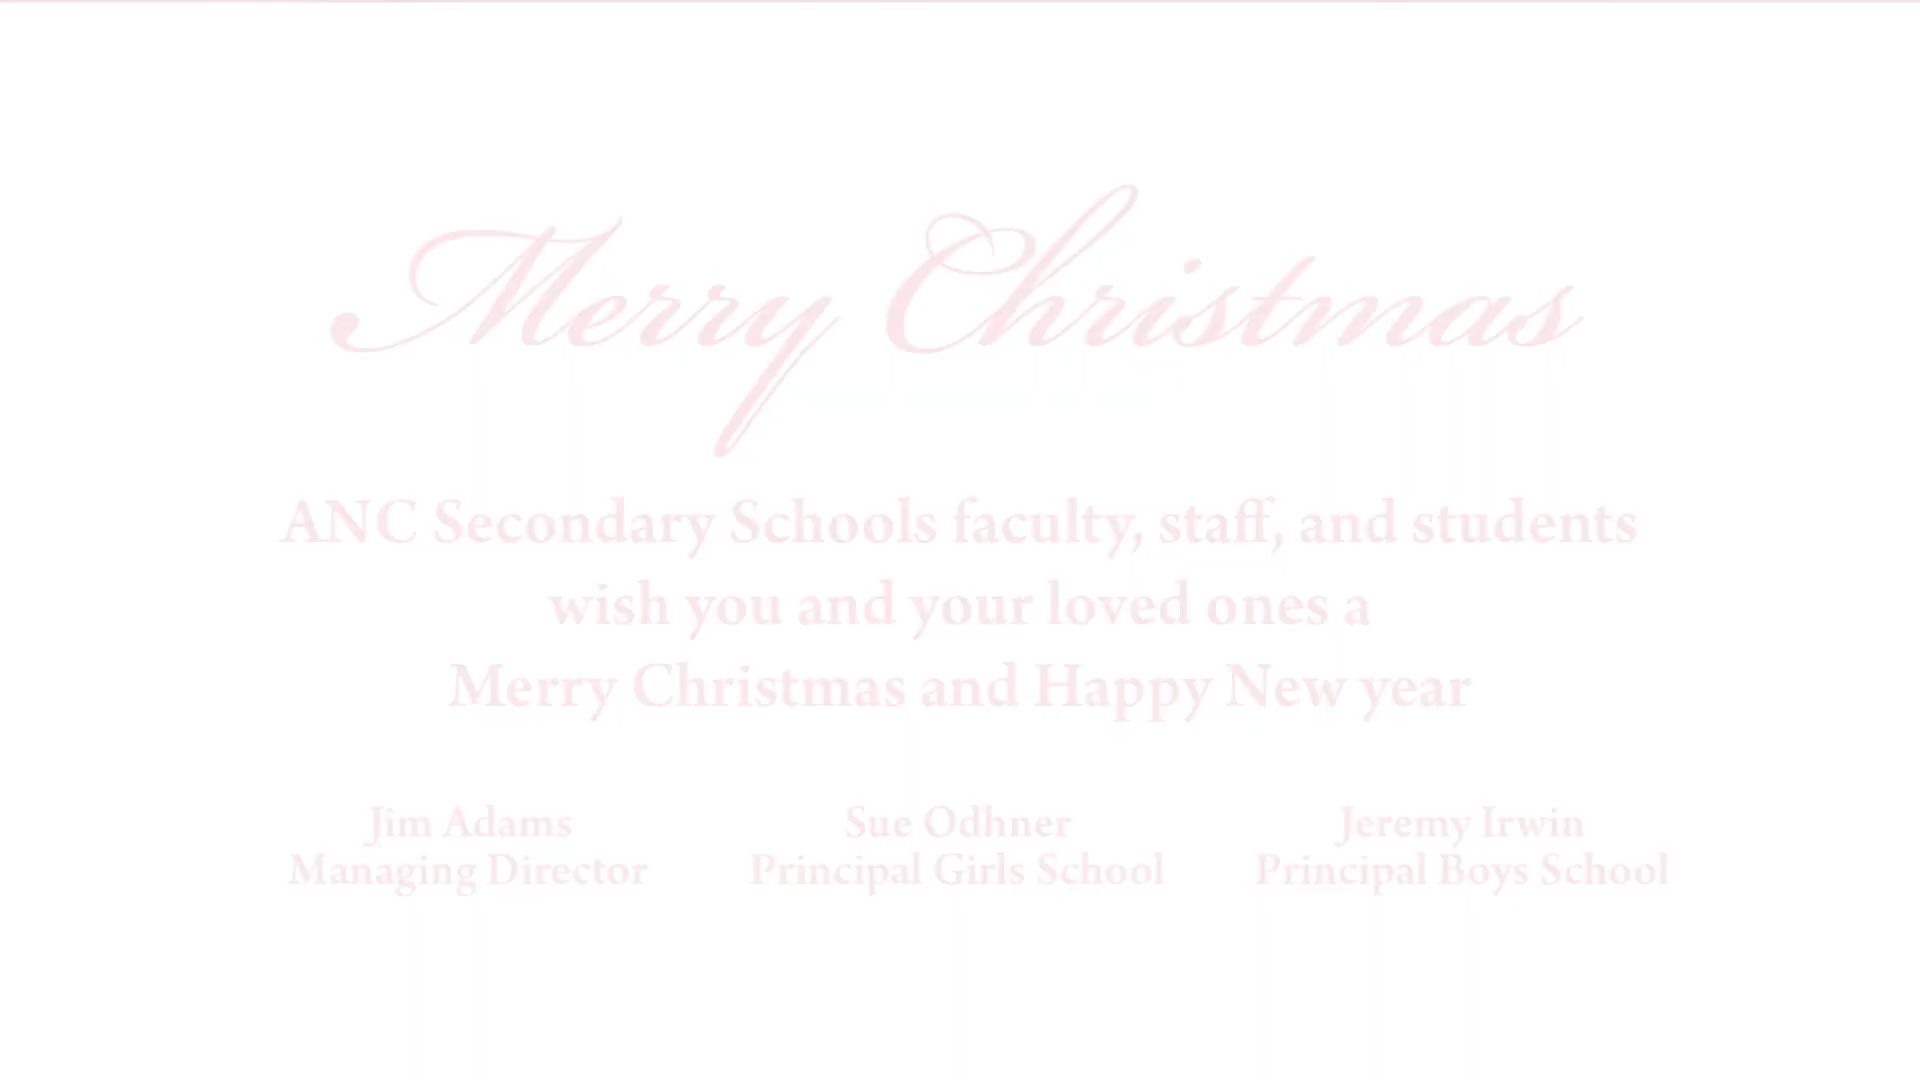 Merry Christmas
ANC Secondary Schools faculty, staff, and students
wish you and your loved ones a
Merry Christmas and Happy New year
Jim Adams
Managing Director
Sue Odhner
Principal Girls School
Jeremy Irwin
Principal Boys School